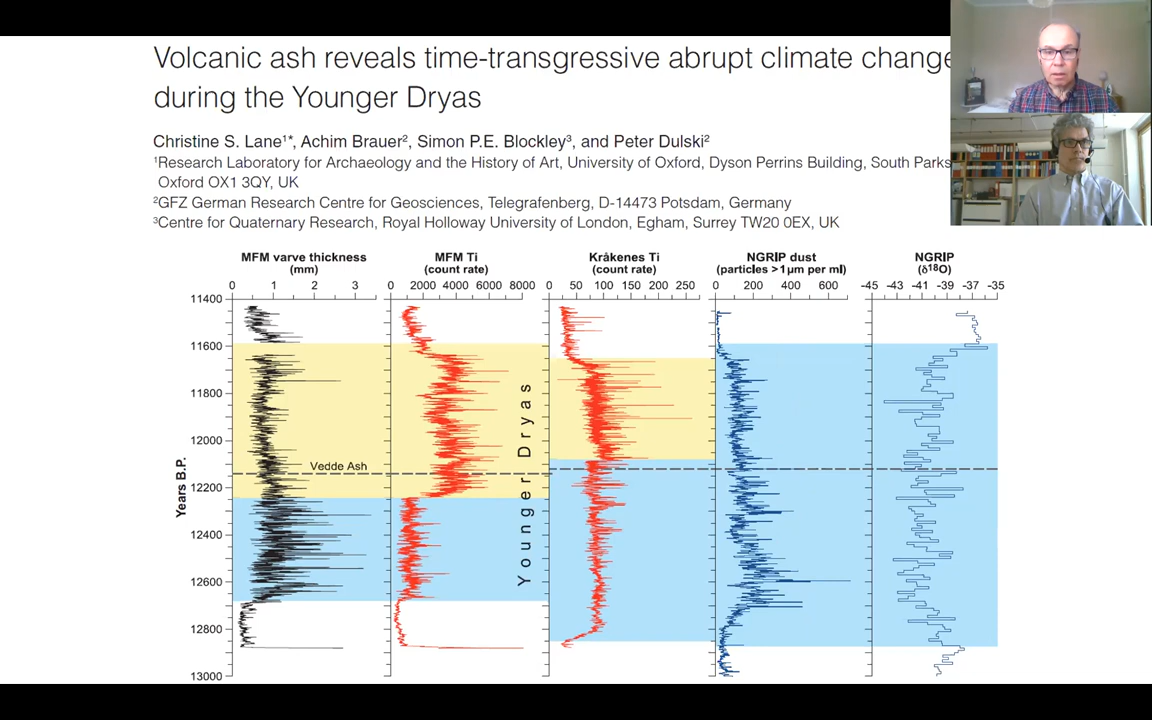 Volcanic ash reveals time-transgressive abrupt climate change
during the Younger Dryas
Christine S. Lane¹*, Achim Brauer², Simon P.E. Blockley³, and Peter Dulski²
¹Research Laboratory for Archaeology and the History of Art, University of Oxford, Dyson Perrins Building, South Parks
Oxford OX1 3QY, UK
²GFZ German Research Centre for Geosciences, Telegrafenberg, D-14473 Potsdam, Germany
³Centre for Quaternary Research, Royal Holloway University of London, Egham, Surrey TW20 0EX, UK
MFM varve thickness
(mm)
MFM Ti
(count rate)
Kråkenes Ti
(count rate)
NGRIP dust
(particles >1µm per ml)
NGRIP
(δ¹⁸O)
0 1 2 3
0 2000 4000 6000 8000
0 50 100 150 200 250
0 200 400 600
-45 -43 -41 -39 -37 -35
11400
11600
11800
12000
12200
12400
12600
12800
13000
Years B.P.
Vedde Ash
Younger Dryas